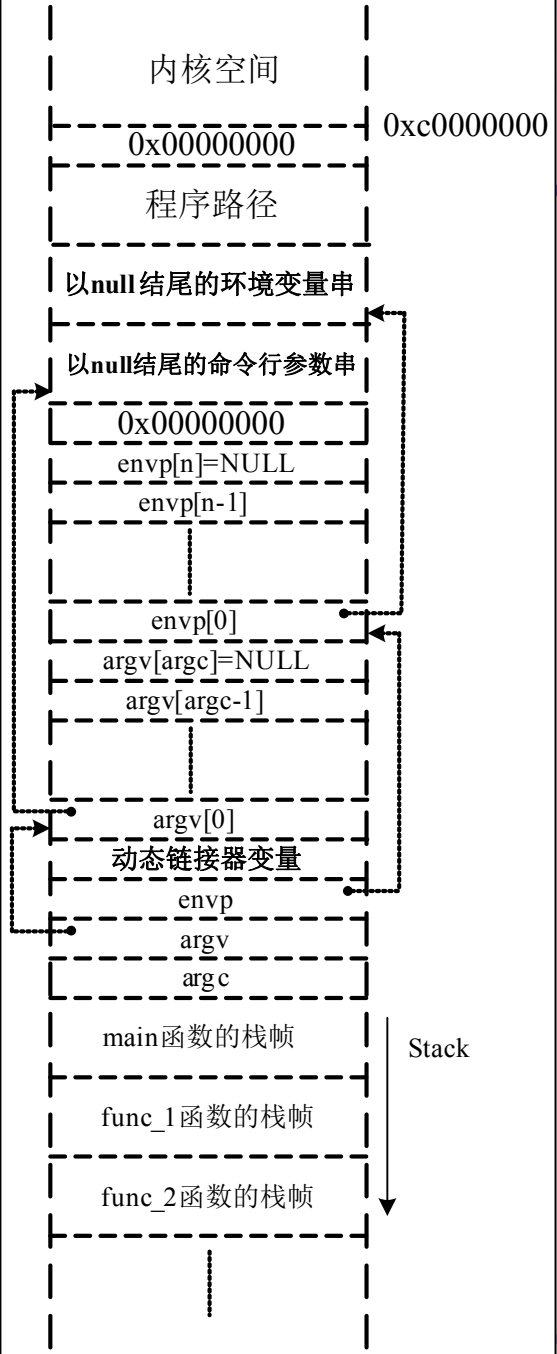 内核空间
0xc0000000
0x00000000
程序路径
以null结尾的环境变量串
以null结尾的命令行参数串
0x00000000
envp[n]=NULL
envp[n-1]
envp[0]
argv[argc]=NULL
argv[argc-1]
argv[0]
动态链接器变量
envp
argv
argc
main函数的栈帧
Stack
func_1函数的栈帧
func_2函数的栈帧